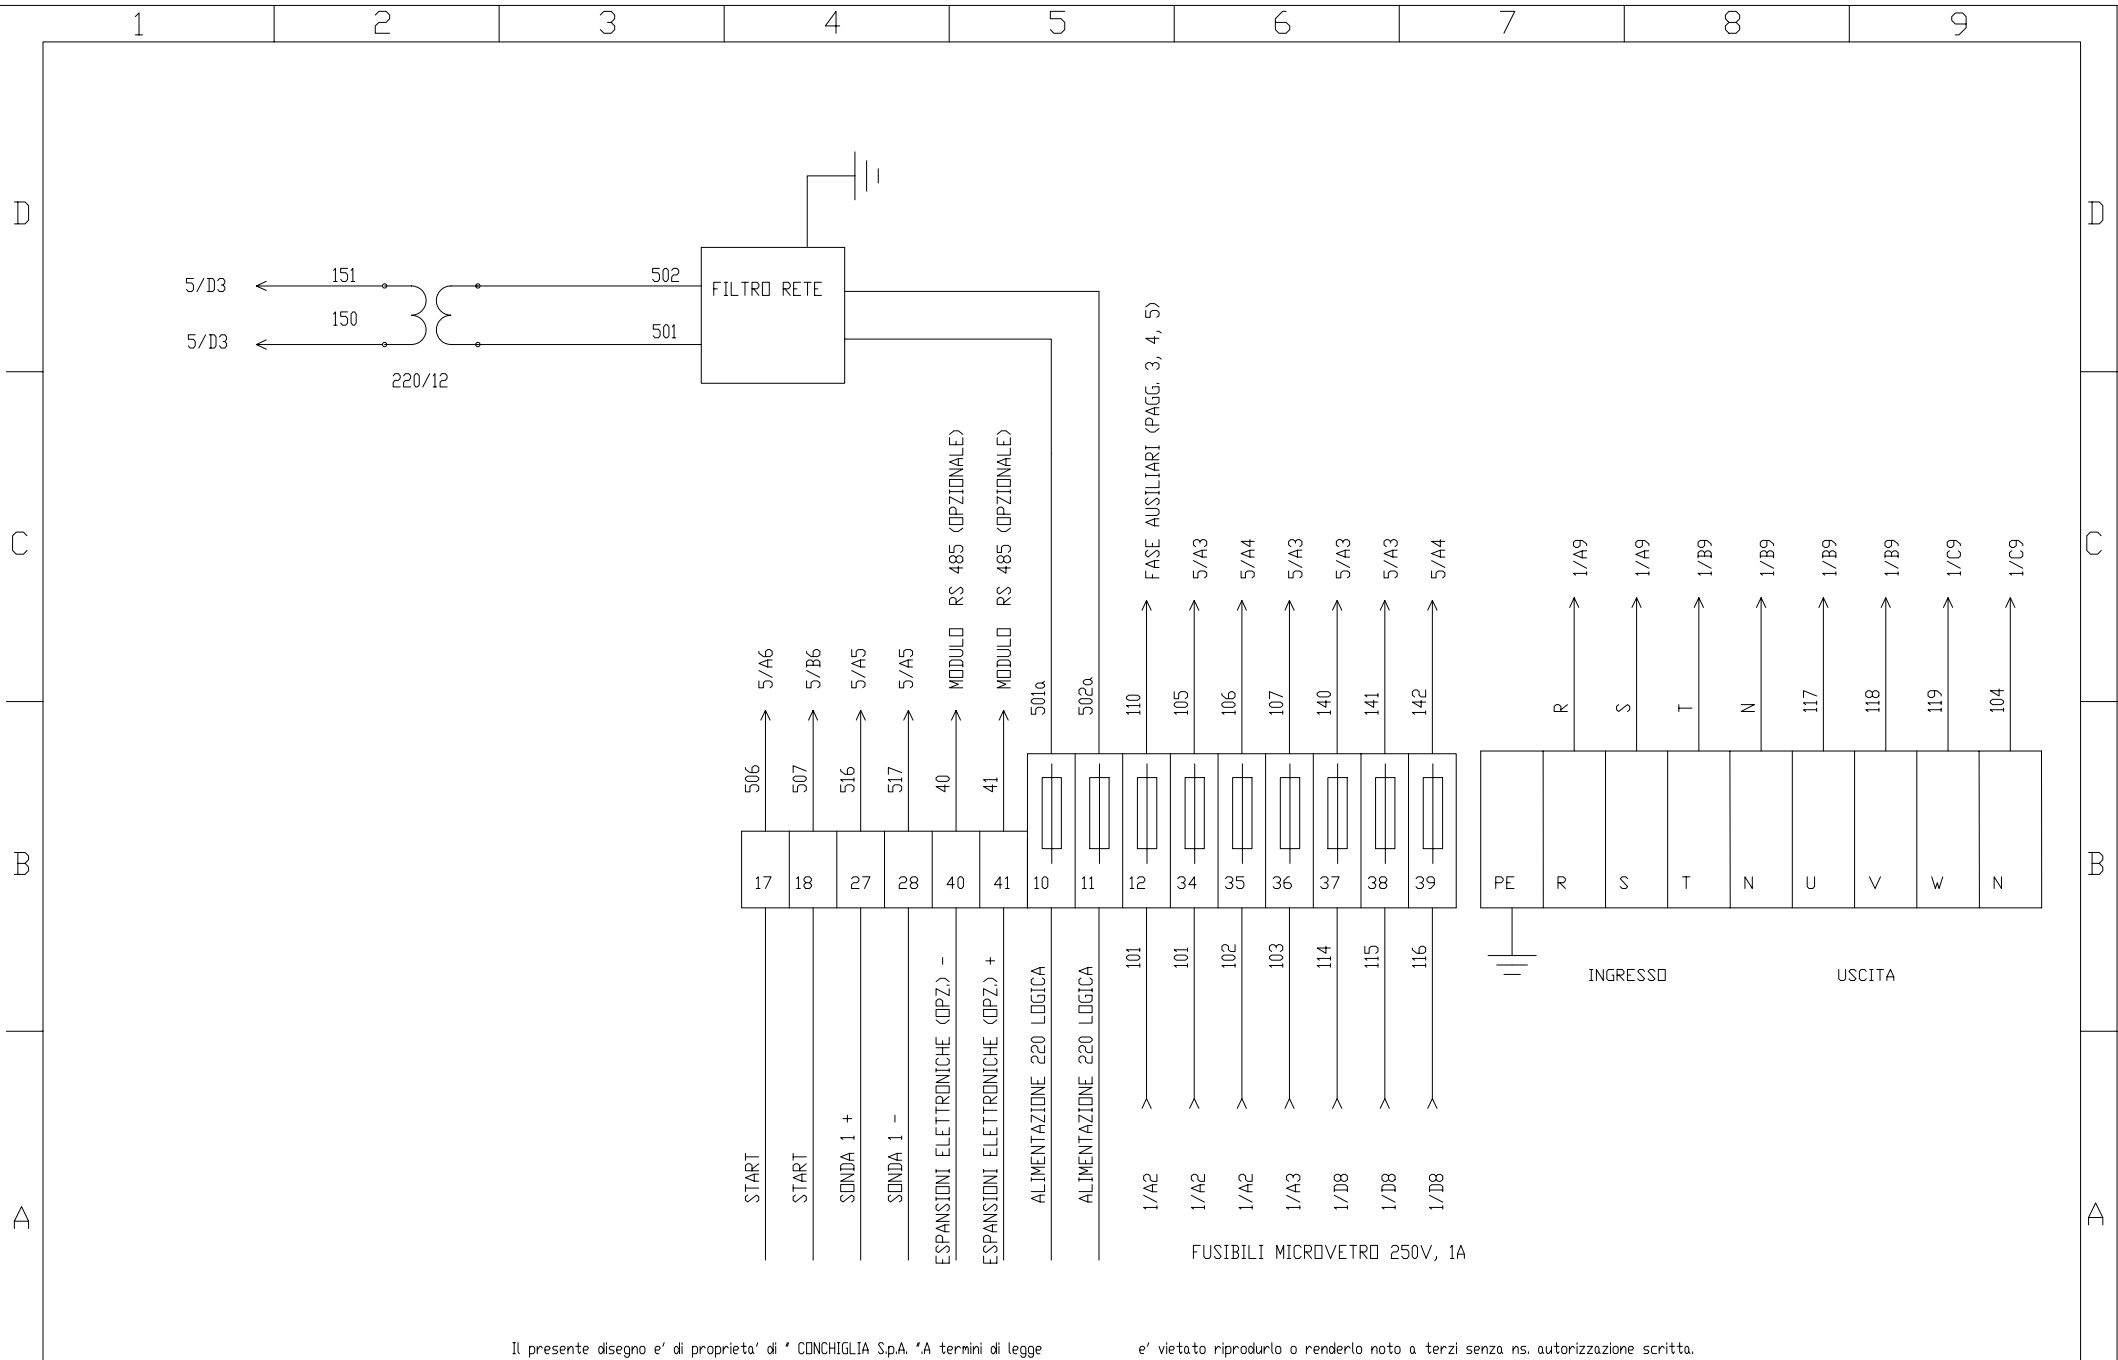 1 2 3 4 5 6 7 8 9
D D
151 502
5/D3 FILTRO RETE
150 501
5/D3
220/12
C C
5/A6 5/B6 5/A5 5/A5 MODULO RS 485 (OPZIONALE) MODULO RS 485 (OPZIONALE)
FASE AUSILIARI (PAGG. 3, 4, 5) 5/A3 5/A4 5/A3 5/A3 5/A3 5/A4
1/A9 1/A9 1/B9 1/B9 1/B9 1/B9 1/C9 1/C9
501a 502a 110 105 106 107 140 141 142
R S T N 117 118 119 104
506 507 516 517 40 41
B B
17 18 27 28 40 41 10 11 12 34 35 36 37 38 39
PE R S T N U V W N
101 101 102 103 114 115 116
INGRESSO USCITA
START
START
SONDA 1 +
SONDA 1 -
ESPANSIONI ELETTRONICHE (OPZ.) -
ESPANSIONI ELETTRONICHE (OPZ.) +
ALIMENTAZIONE 220 LOGICA
ALIMENTAZIONE 220 LOGICA
1/A2 1/A2 1/A2 1/A3 1/D8 1/D8 1/D8
A A
FUSIBILI MICROVETRO 250V, 1A
Il presente disegno e' di proprieta' di " CONCHIGLIA S.p.A. ".A termini di legge e' vietato riprodurlo o renderlo noto a terzi senza ns. autorizzazione scritta.